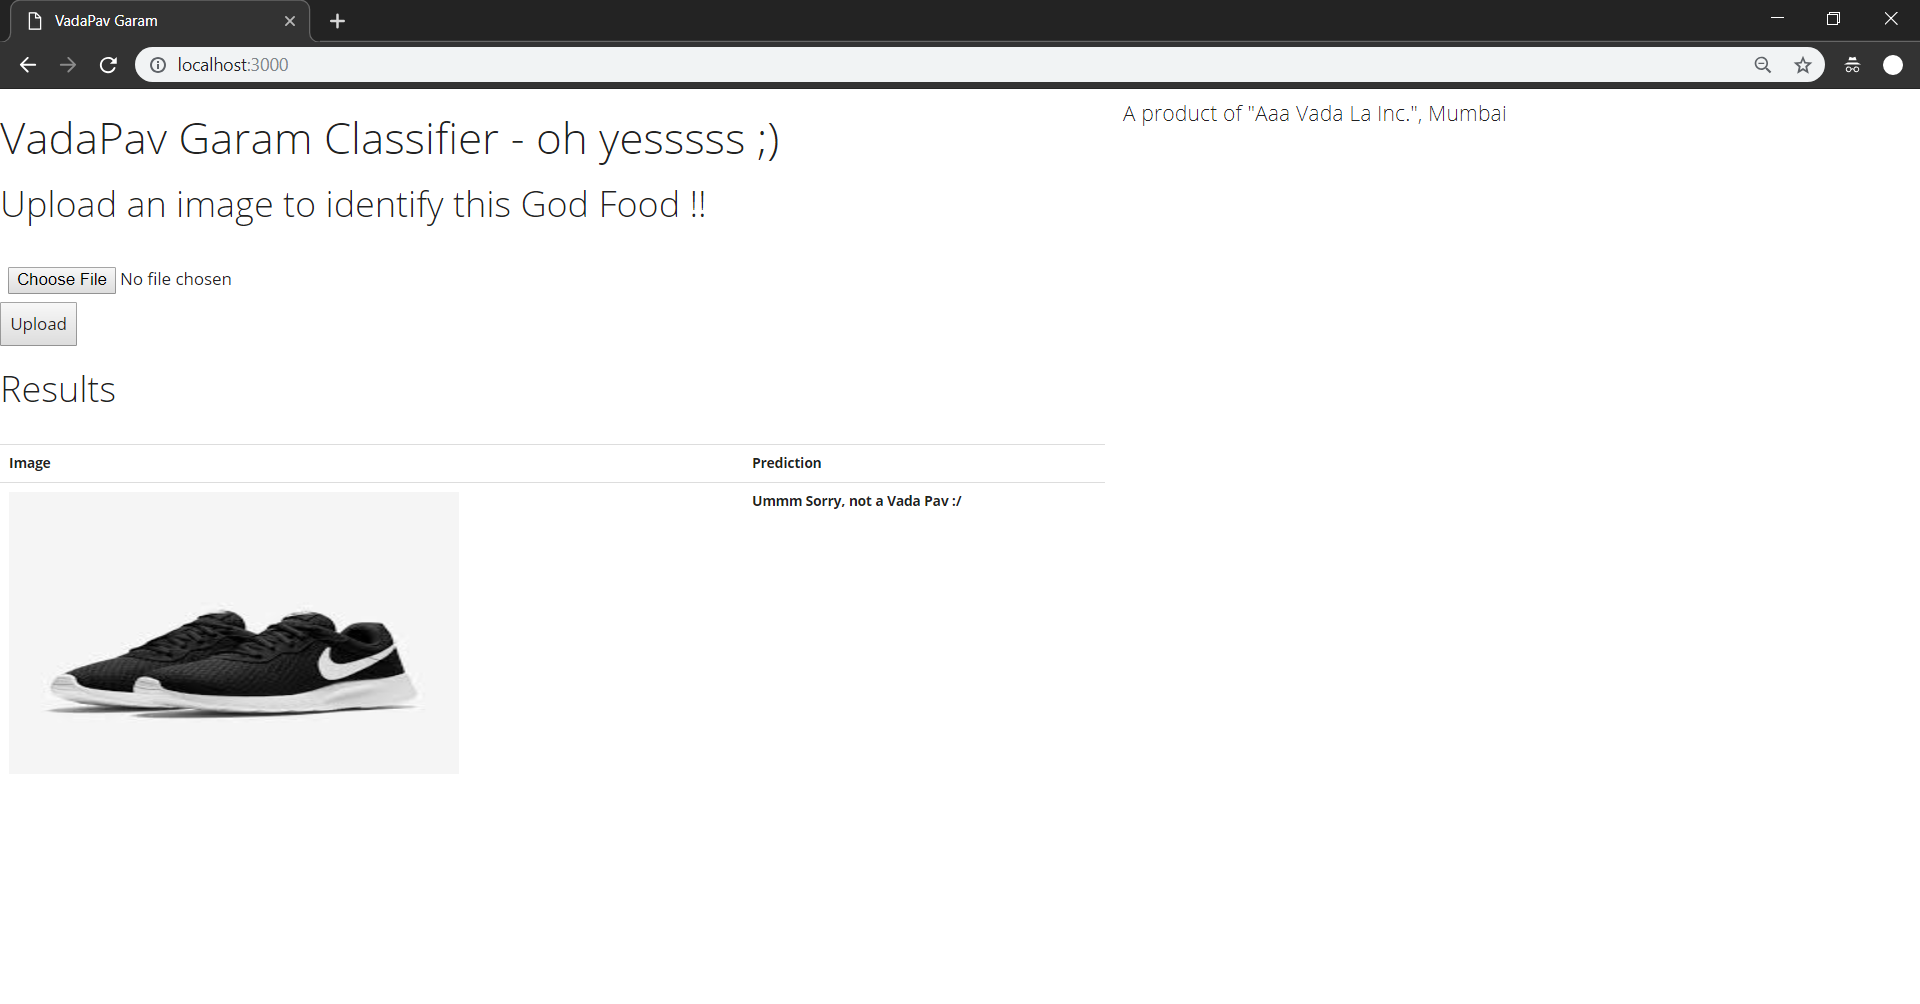 VadaPav Garam
localhost:3000
A product of "Aaa Vada La Inc.", Mumbai
VadaPav Garam Classifier - oh yesssss ;)
Upload an image to identify this God Food !!
Choose File No file chosen
Upload
Results
Image Prediction
Ummm Sorry, not a Vada Pav :/